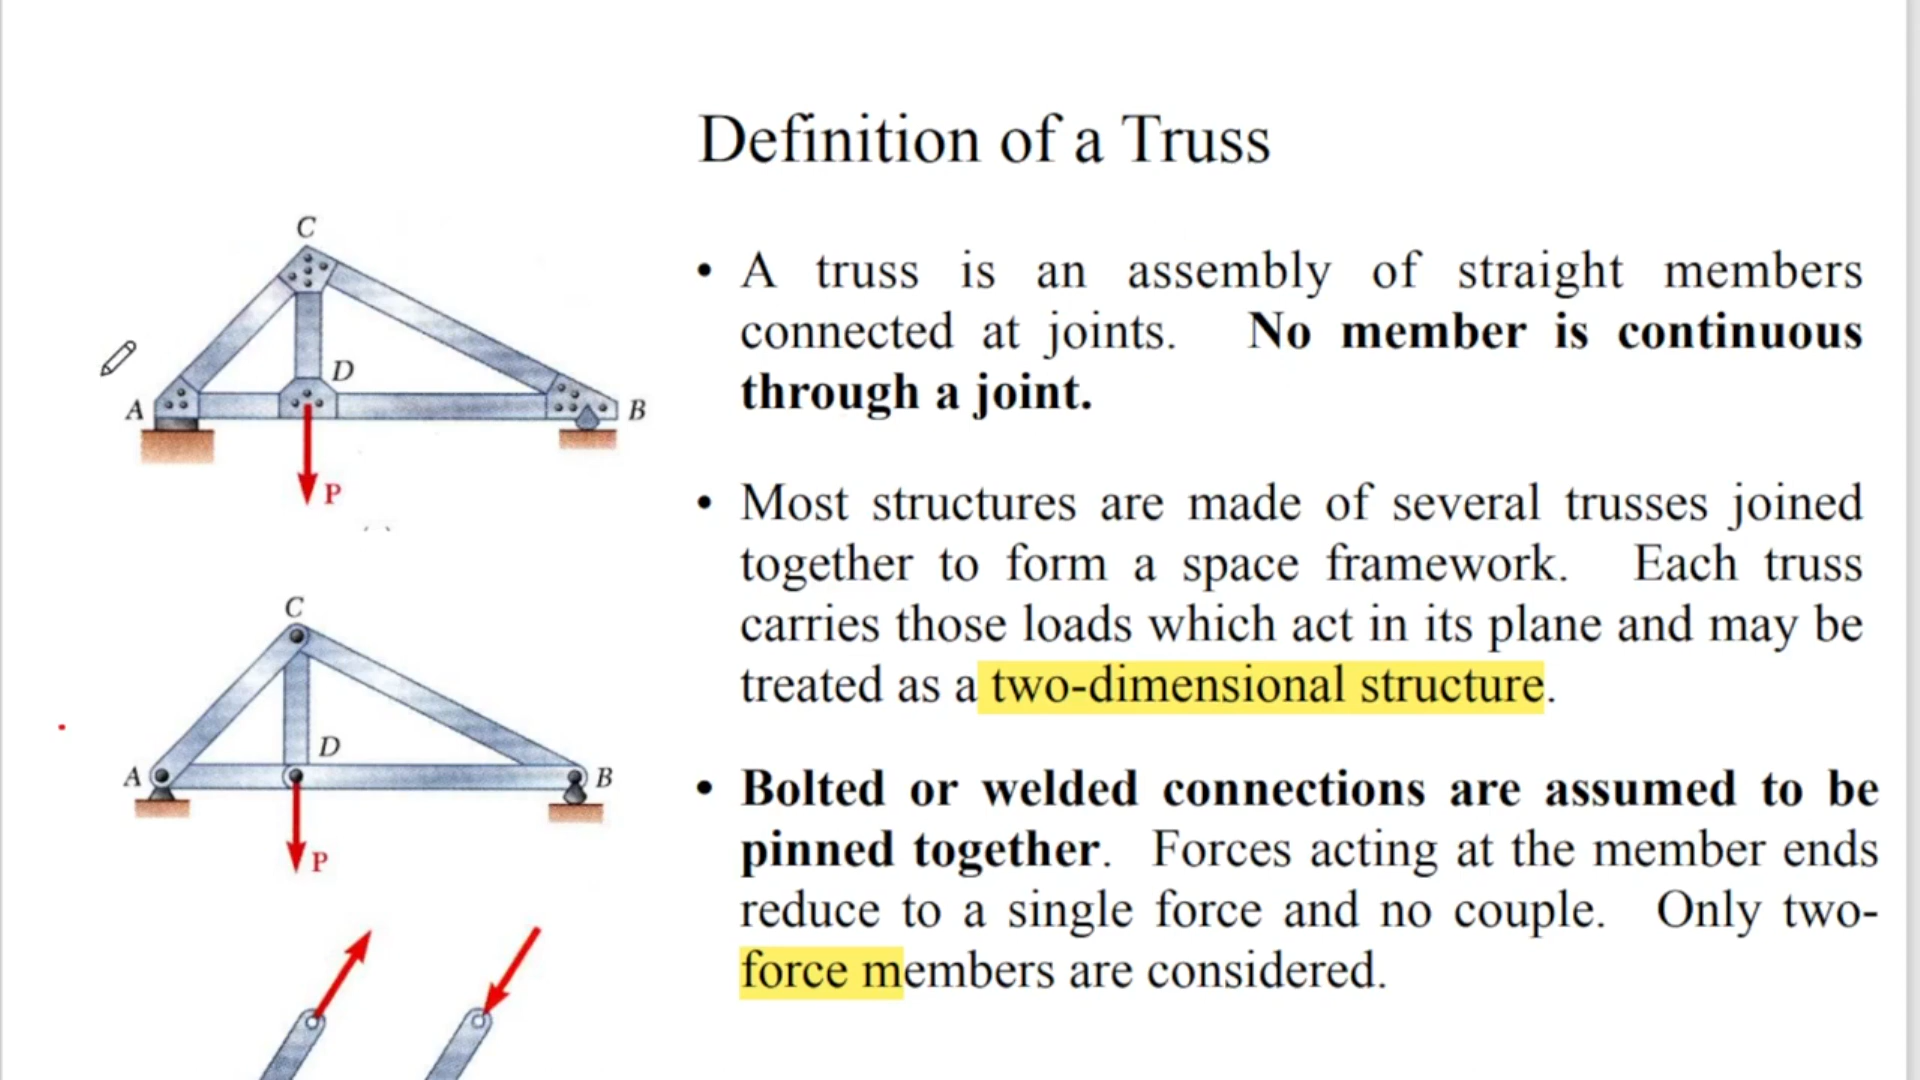 Definition of a Truss
C
D
A
B
P
• A truss is an assembly of straight members
connected at joints. No member is continuous
through a joint.
• Most structures are made of several trusses joined
together to form a space framework. Each truss
carries those loads which act in its plane and may be
treated as a two-dimensional structure.
C
D
A
B
P
• Bolted or welded connections are assumed to be
pinned together. Forces acting at the member ends
reduce to a single force and no couple. Only two-
force members are considered.